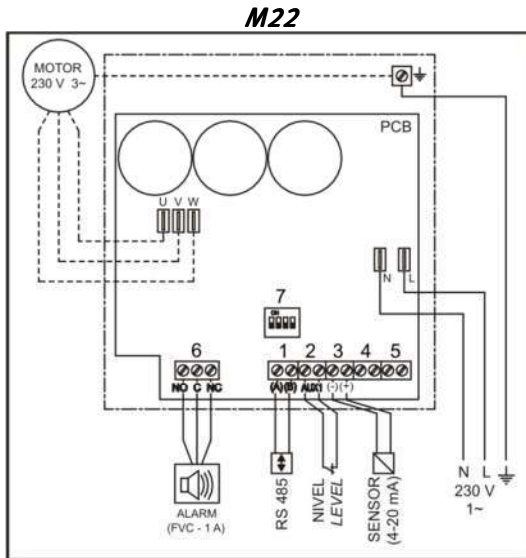 M22
MOTOR
230 V 3~
PCB
U V W
N L
7
ON
6
1 2 3 4 5
NO C NC
(A) (B) AUX1 (-) (+)
ALARM
(FVC - 1 A)
RS 485
NIVEL
LEVEL
SENSOR
(4-20 mA)
N L
230 V
1~